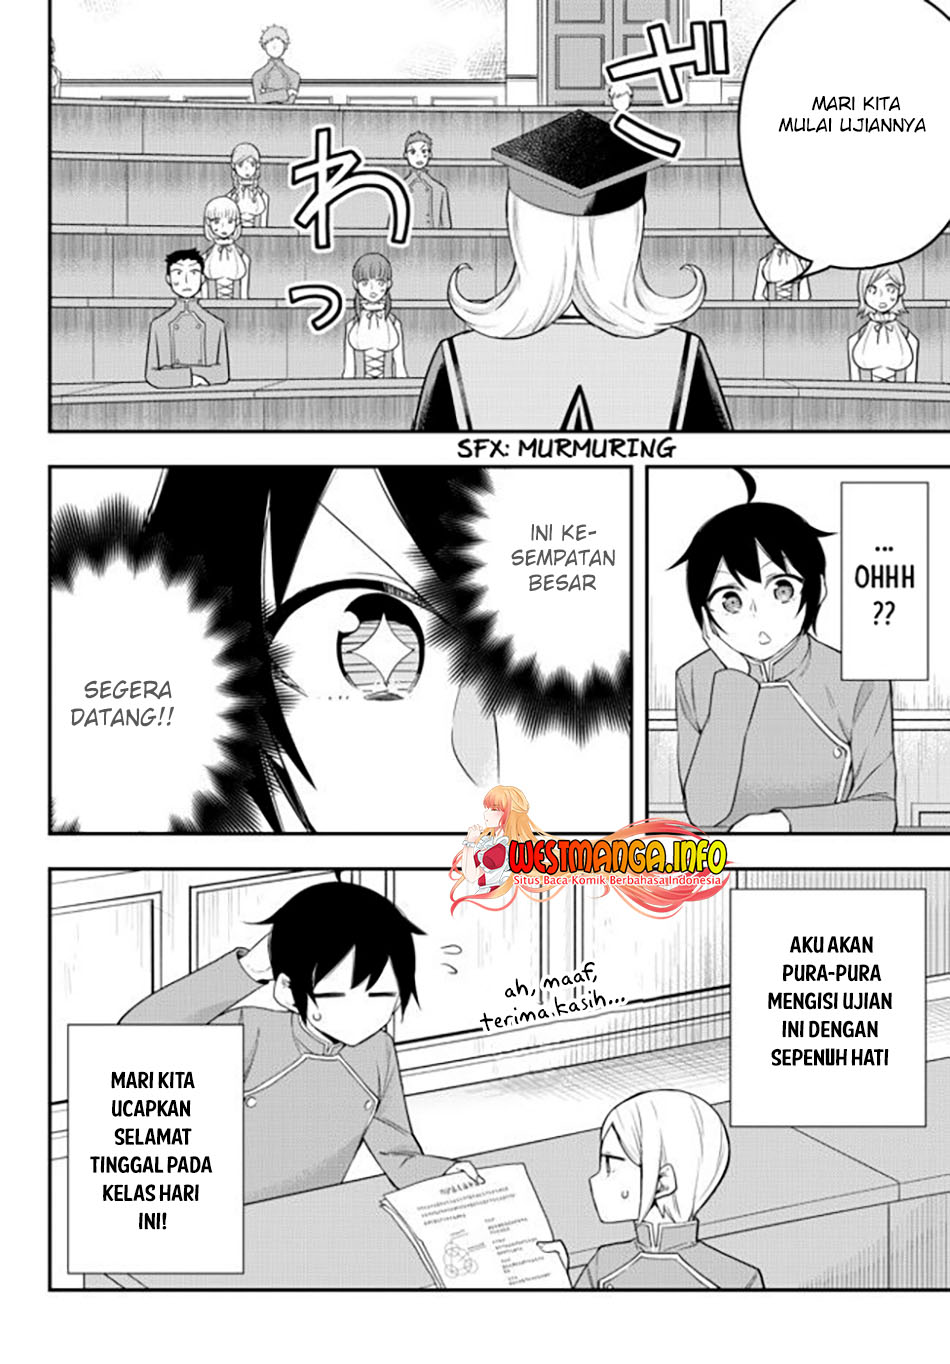 MARI KITA
MULAI UJIANNYA
ザ
わっ
SFX: MURMURING
...
OHHH
??
INI KE-
SEMPATAN
BESAR
SEGERA
DATANG!!
WESTMANGA.INFO
Situs Baca Komik Berbahasa Indonesia
AKU AKAN
PURA-PURA
MENGISI UJIAN
INI DENGAN
SEPENUH HATI
ah, maaf,
terima kasih...
MARI KITA
UCAPKAN
SELAMAT
TINGGAL PADA
KELAS HARI
INI!